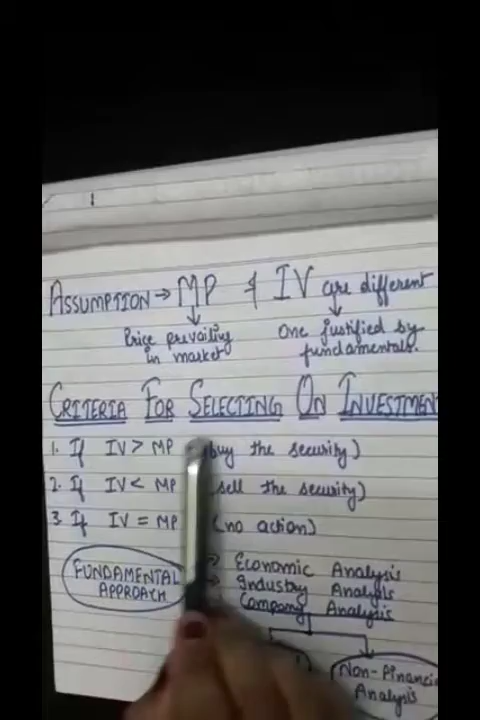 ASSUMPTION → MP & IV are different
Price prevailing in market
One justified by fundamentals.
CRITERIA FOR SELECTING ON INVESTMENT
1. If IV > MP (buy the security)
2. If IV < MP (sell the security)
3. If IV = MP (no action)
FUNDAMENTAL APPROACH
→ Economic Analysis
→ Industry Analysis
Company Analysis
Non-Financi
Analysis